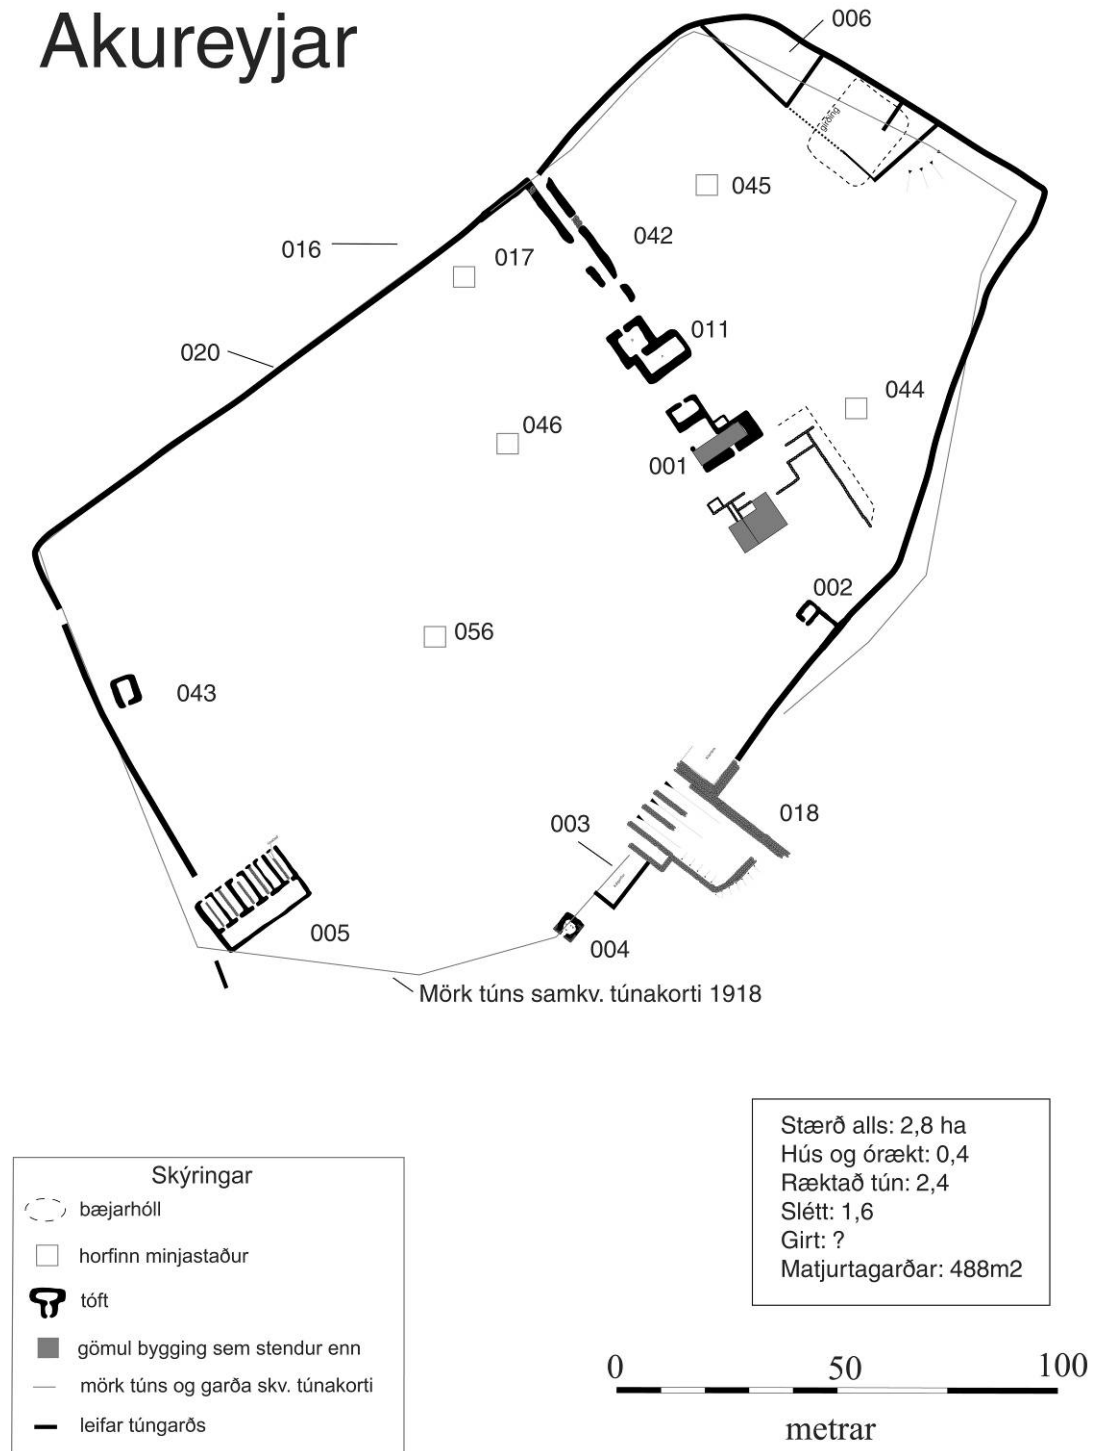 Akureyjar
006
girðing
045
042
016
017
011
020
044
046
001
002
056
043
018
003
005
004
Mörk túns samkv. túnakorti 1918
Stærð alls: 2,8 ha
Hús og órækt: 0,4
Ræktað tún: 2,4
Slétt: 1,6
Girt: ?
Matjurtagarðar: 488m2
Skýringar
bæjarhóll
horfinn minjastaður
tóft
gömul bygging sem stendur enn
mörk túns og garða skv. túnakorti
leifar túngarðs
0 50 100
metrar